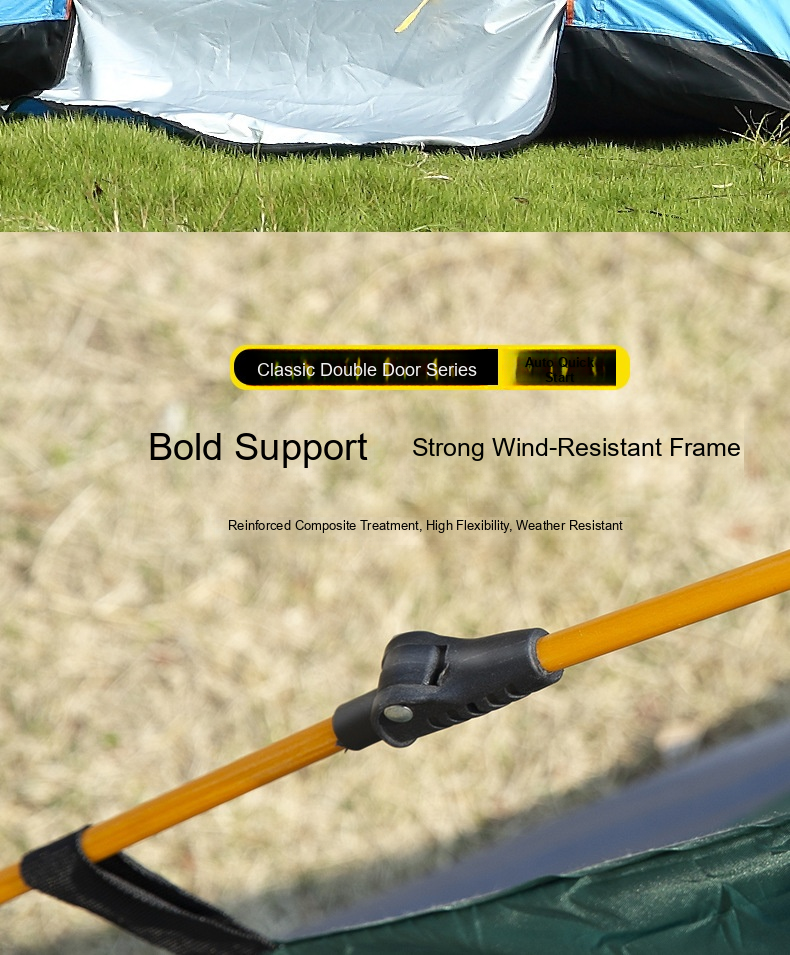 Classic Double Door Series
Auto Quick
Start
Bold Support
Strong Wind-Resistant Frame
Reinforced Composite Treatment, High Flexibility, Weather Resistant